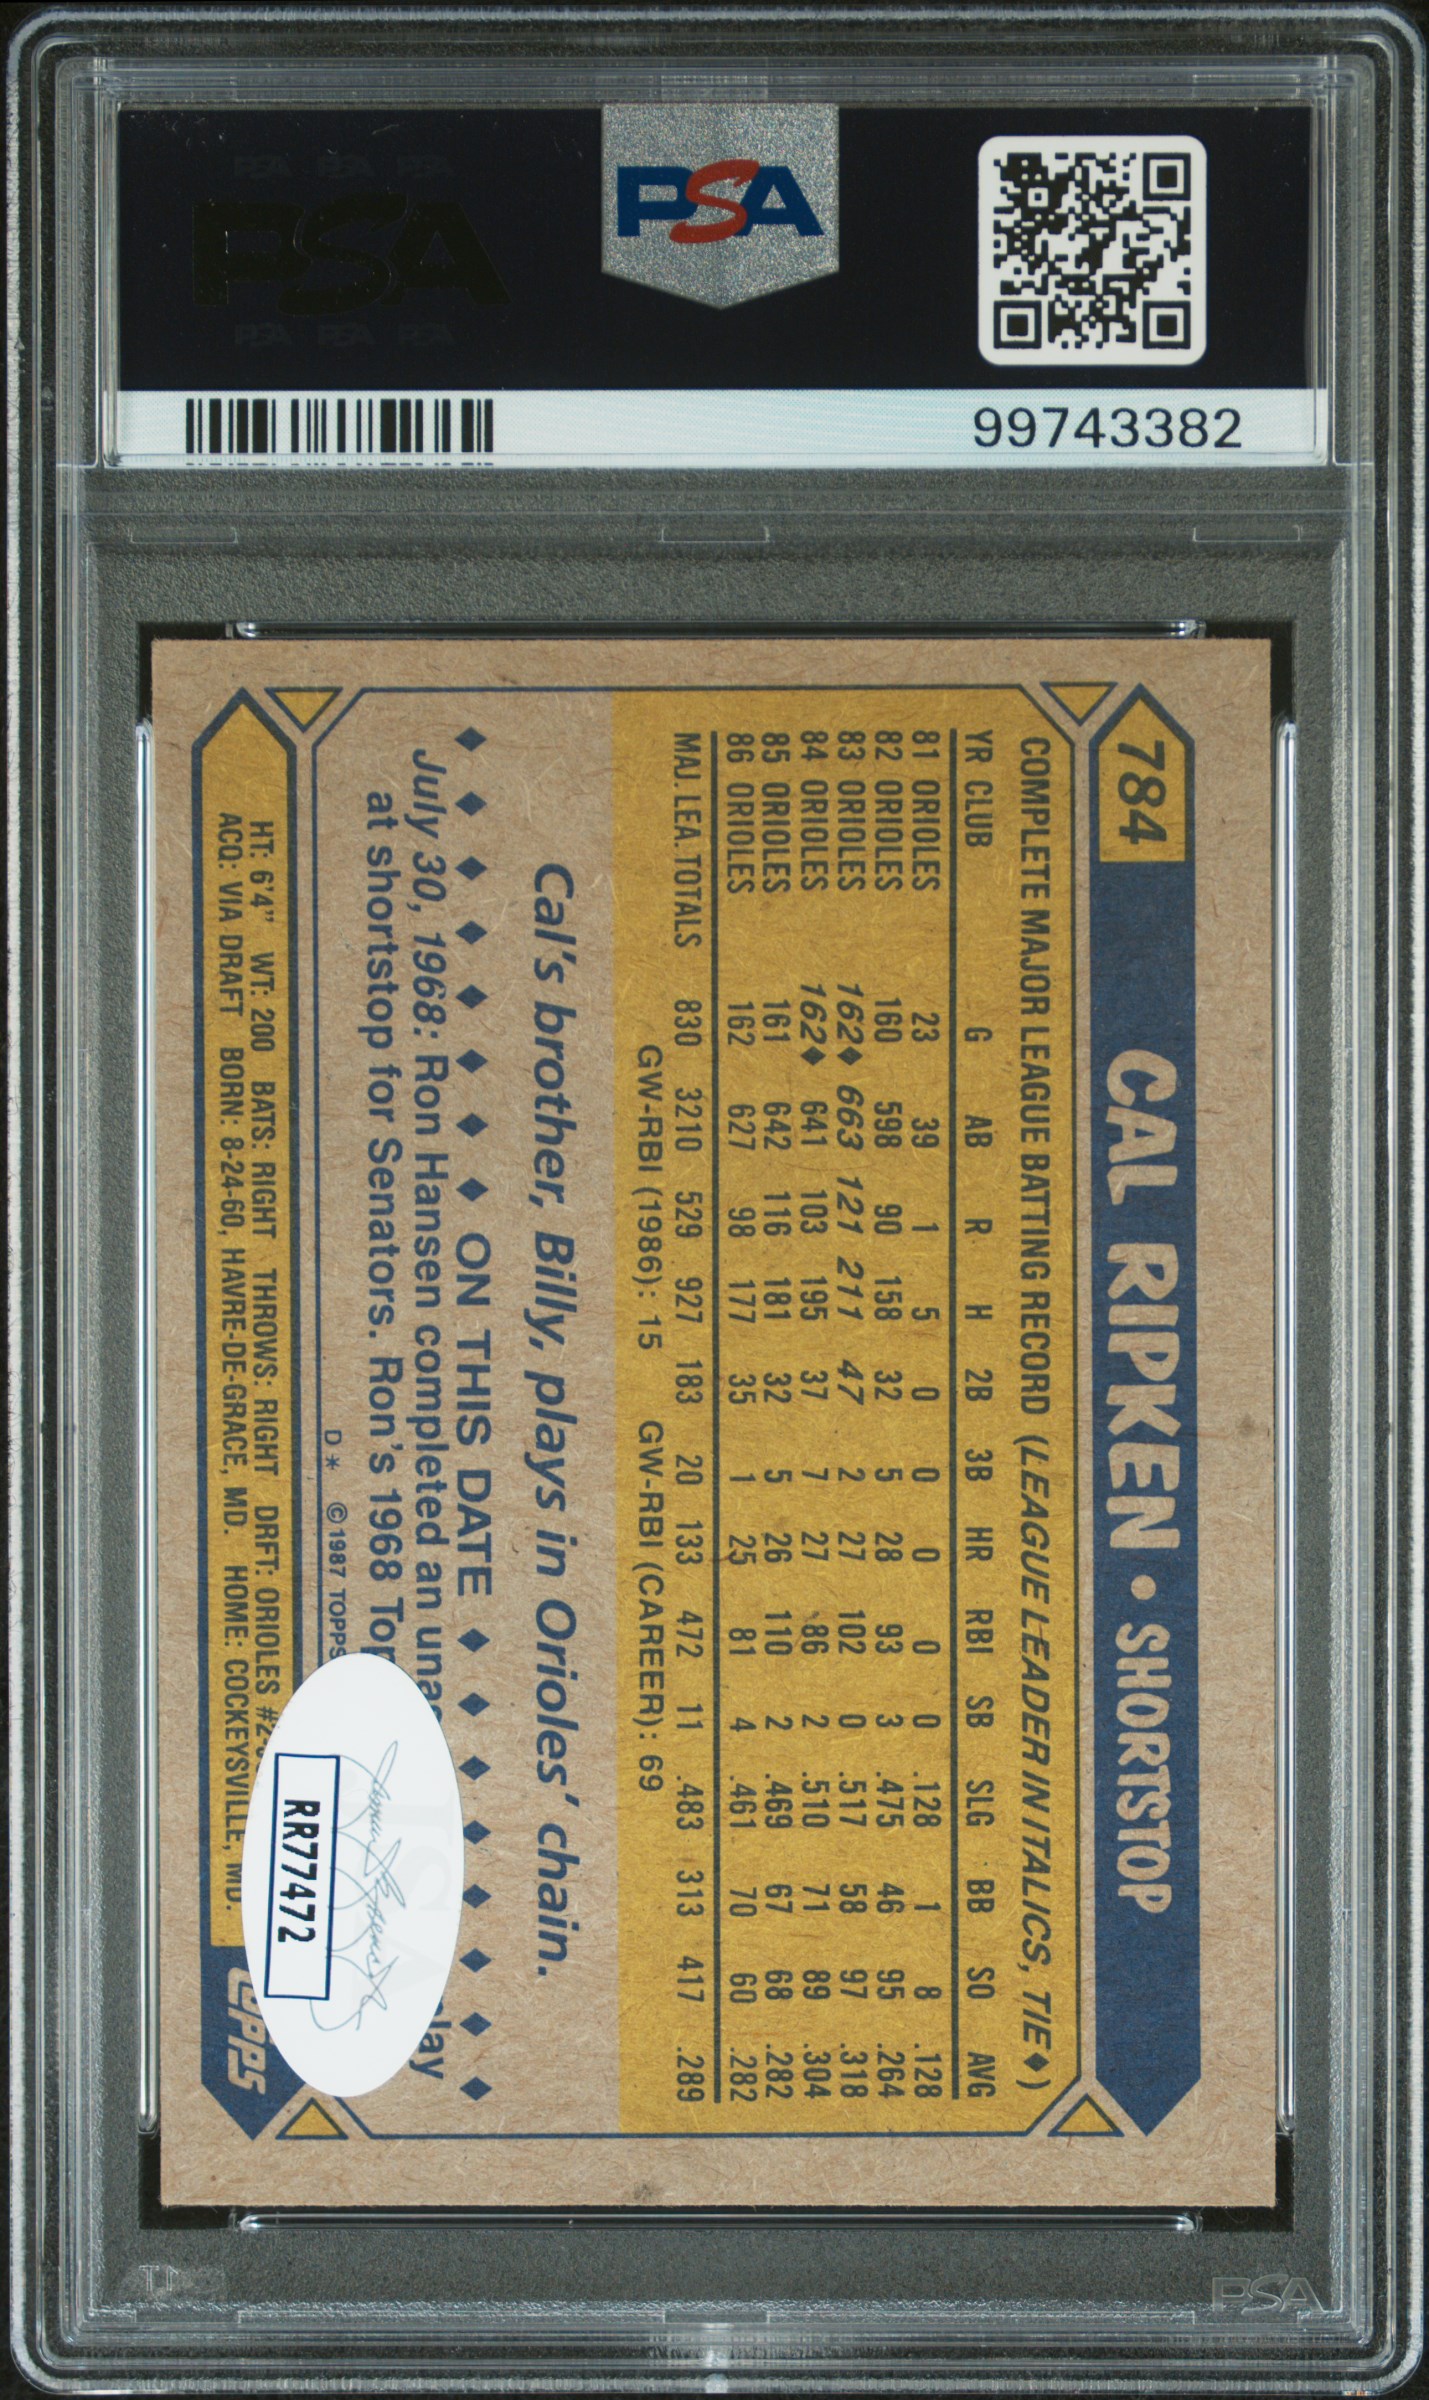 PSA
PSA
99743382
784 CAL RIPKEN • SHORTSTOP
COMPLETE MAJOR LEAGUE BATTING RECORD (LEAGUE LEADER IN ITALICS, TIE◆)
YR CLUB G AB R H 2B 3B HR RBI SB SLG BB SO AVG
81 ORIOLES 23 39 1 5 0 0 0 0 0 .128 1 8 .128
82 ORIOLES 160 598 90 158 32 5 28 93 3 .475 46 95 .264
83 ORIOLES 162◆ 663 121 211 47 2 27 102 0 .517 58 97 .318
84 ORIOLES 162◆ 641 103 195 37 7 27 86 2 .510 71 89 .304
85 ORIOLES 161 642 116 181 32 5 26 110 2 .469 67 68 .282
86 ORIOLES 162 627 98 177 35 1 25 81 4 .461 70 60 .282
MAJ. LEA. TOTALS 830 3210 529 927 183 20 133 472 11 .483 313 417 .289
GW-RBI (1986): 15 GW-RBI (CAREER): 69
Cal's brother, Billy, plays in Orioles' chain.
◆ ◆ ◆ ◆ ◆ ◆ ◆ ◆ ON THIS DATE ◆ ◆ ◆ ◆ ◆ ◆ ◆ ◆
July 30, 1968: Ron Hansen completed an unas lay
at shortstop for Senators. Ron's 1968 Top
D* ©1987 TOPPS
HT: 6'4" WT: 200 BATS: RIGHT THROWS: RIGHT DRFT: ORIOLES #2-
ACQ: VIA DRAFT BORN: 8-24-60, HAVRE-DE-GRACE, MD. HOME: COCKEYSVILLE, MD.
topps
RR77472
PSA